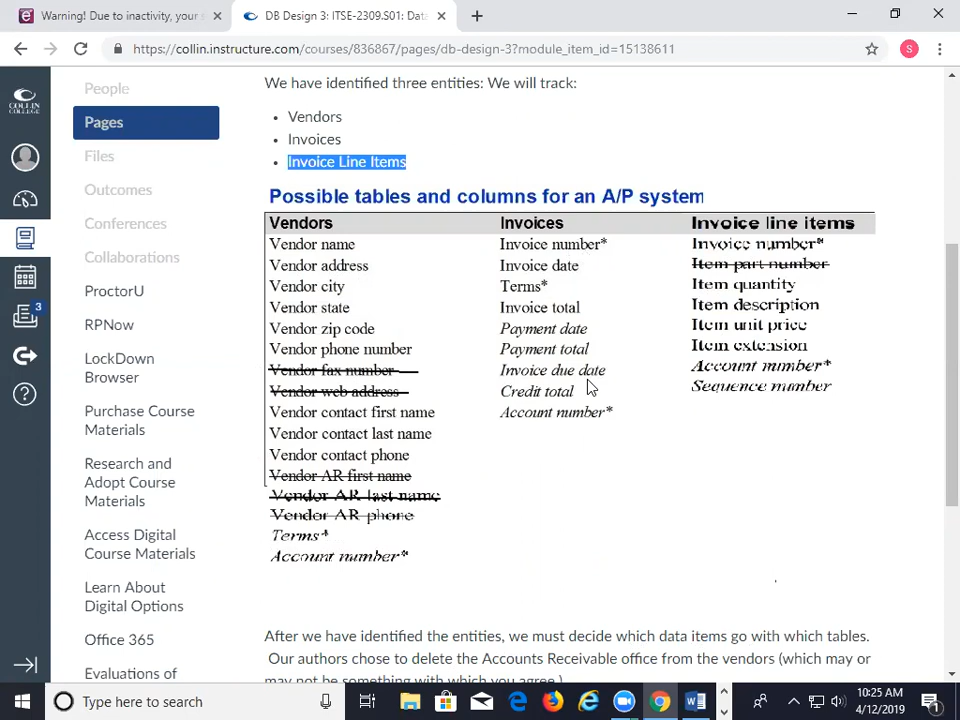 Warning! Due to inactivity, your s
DB Design 3: ITSE-2309.S01: Data
https://collin.instructure.com/courses/836867/pages/db-design-3?module_item_id=15138611
S
COLLIN COLLEGE
3
People
Pages
Files
Outcomes
Conferences
Collaborations
ProctorU
RPNow
LockDown
Browser
Purchase Course
Materials
Research and
Adopt Course
Materials
Access Digital
Course Materials
Learn About
Digital Options
Office 365
Evaluations of
We have identified three entities: We will track:
• Vendors
• Invoices
• Invoice Line Items
Possible tables and columns for an A/P system
Vendors Invoices Invoice line items
Vendor name Invoice number* Invoice number*
Vendor address Invoice date Item part number
Vendor city Terms* Item quantity
Vendor state Invoice total Item description
Vendor zip code Payment date Item unit price
Vendor phone number Payment total Item extension
Vendor fax number Invoice due date Account number*
Vendor web address Credit total Sequence number
Vendor contact first name Account number*
Vendor contact last name
Vendor contact phone
Vendor AR first name
Vendor AR last name
Vendor AR phone
Terms*
Account number*
After we have identified the entities, we must decide which data items go with which tables.
Our authors chose to delete the Accounts Receivable office from the vendors (which may or
may not be something with which you agree.)
Type here to search
10:25 AM
4/12/2019
1